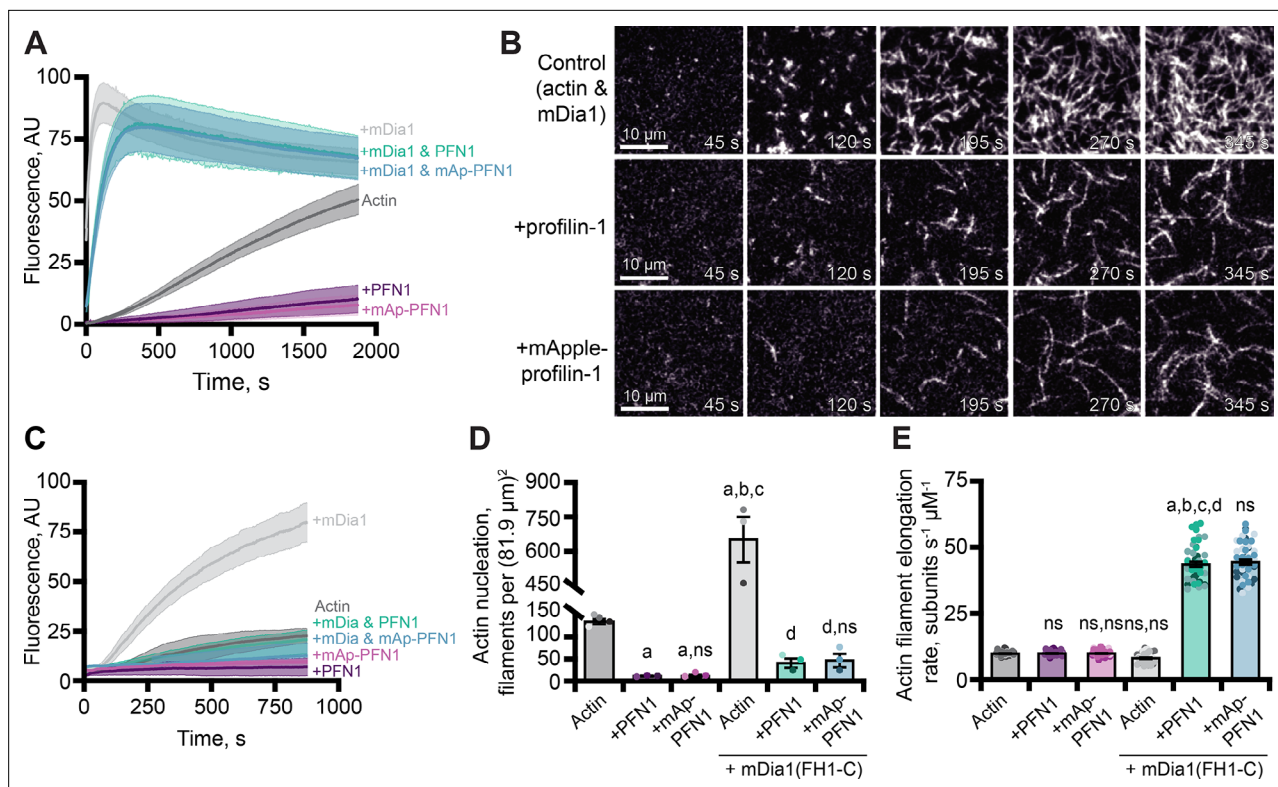 A
Fluorescence, AU
100
75
50
25
0
0
500
1000
1500
2000
Time, s
+mDia1
+mDia1 & PFN1
+mDia1 & mAp-PFN1
Actin
+PFN1
+mAp-PFN1
B
Control
(actin &
mDia1)
10 µm
45 s
120 s
195 s
270 s
345 s
+profilin-1
10 µm
45 s
120 s
195 s
270 s
345 s
+mApple-
profilin-1
10 µm
45 s
120 s
195 s
270 s
345 s
C
Fluorescence, AU
100
75
50
25
0
0
250
500
750
1000
Time, s
+mDia1
Actin
+mDia & PFN1
+mDia & mAp-PFN1
+mAp-PFN1
+PFN1
D
Actin nucleation,
filaments per (81.9 µm)²
900
750
600
450
150
100
50
0
a
a,ns
a,b,c
d
d,ns
Actin
+PFN1
+mAp-
PFN1
Actin
+PFN1
+mAp-
PFN1
+ mDia1(FH1-C)
E
Actin filament elongation
rate, subunits s⁻¹ µM⁻¹
75
50
25
0
ns
ns,ns
ns,ns
a,b,c,d
ns
Actin
+PFN1
+mAp-
PFN1
Actin
+PFN1
+mAp-
PFN1
+ mDia1(FH1-C)